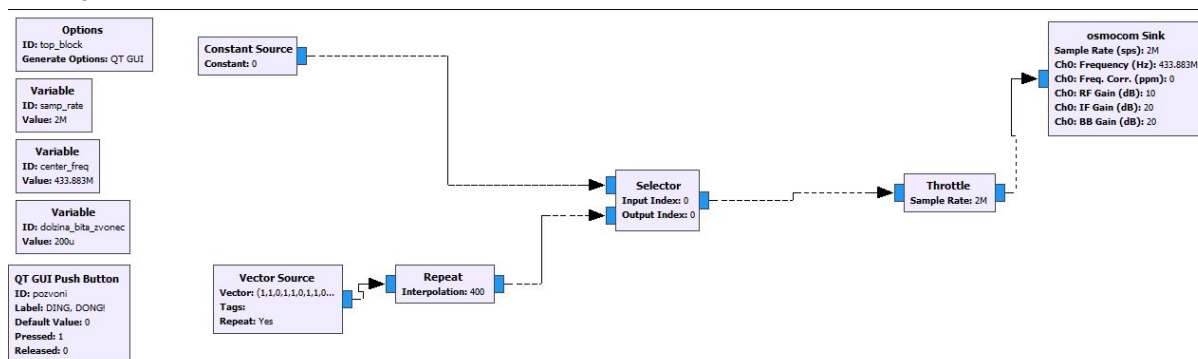 Options
ID: top_block
Generate Options: QT GUI
Variable
ID: samp_rate
Value: 2M
Variable
ID: center_freq
Value: 433.883M
Variable
ID: dolzina_bita_zvonec
Value: 200u
QT GUI Push Button
ID: pozvoni
Label: DING, DONG!
Default Value: 0
Pressed: 1
Released: 0
Constant Source
Constant: 0
Vector Source
Vector: (1,1,0,1,1,0,1,1,0...
Tags:
Repeat: Yes
Repeat
Interpolation: 400
Selector
Input Index: 0
Output Index: 0
Throttle
Sample Rate: 2M
osmocom Sink
Sample Rate (sps): 2M
Ch0: Frequency (Hz): 433.883M
Ch0: Freq. Corr. (ppm): 0
Ch0: RF Gain (dB): 10
Ch0: IF Gain (dB): 20
Ch0: BB Gain (dB): 20